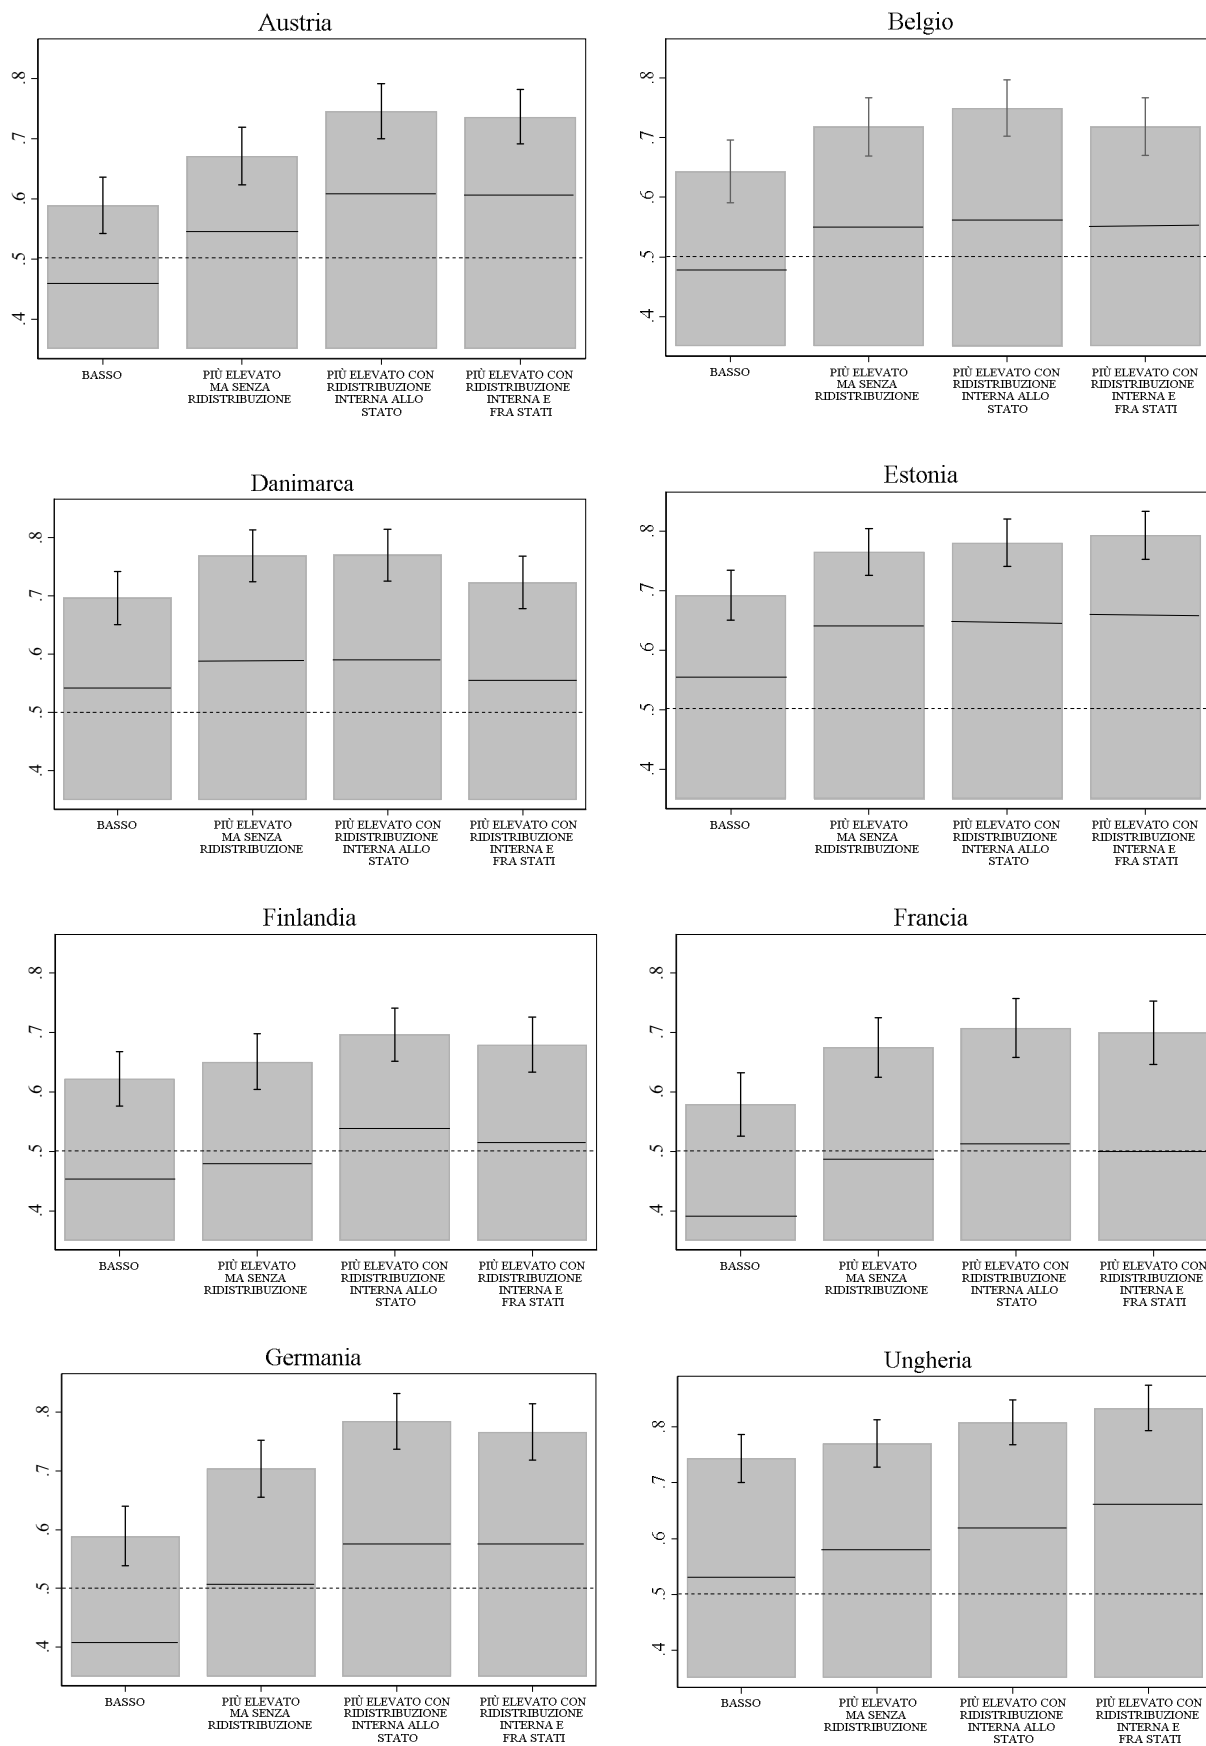 Austria
.8
.7
.6
.5
.4
BASSO
PIÙ ELEVATO
MA SENZA
RIDISTRIBUZIONE
PIÙ ELEVATO CON
RIDISTRIBUZIONE
INTERNA ALLO
STATO
PIÙ ELEVATO CON
RIDISTRIBUZIONE
INTERNA E
FRA STATI
Belgio
.8
.7
.6
.5
.4
BASSO
PIÙ ELEVATO
MA SENZA
RIDISTRIBUZIONE
PIÙ ELEVATO CON
RIDISTRIBUZIONE
INTERNA ALLO
STATO
PIÙ ELEVATO CON
RIDISTRIBUZIONE
INTERNA E
FRA STATI
Danimarca
.8
.7
.6
.5
.4
BASSO
PIÙ ELEVATO
MA SENZA
RIDISTRIBUZIONE
PIÙ ELEVATO CON
RIDISTRIBUZIONE
INTERNA ALLO
STATO
PIÙ ELEVATO CON
RIDISTRIBUZIONE
INTERNA E
FRA STATI
Estonia
.8
.7
.6
.5
.4
BASSO
PIÙ ELEVATO
MA SENZA
RIDISTRIBUZIONE
PIÙ ELEVATO CON
RIDISTRIBUZIONE
INTERNA ALLO
STATO
PIÙ ELEVATO CON
RIDISTRIBUZIONE
INTERNA E
FRA STATI
Finlandia
.8
.7
.6
.5
.4
BASSO
PIÙ ELEVATO
MA SENZA
RIDISTRIBUZIONE
PIÙ ELEVATO CON
RIDISTRIBUZIONE
INTERNA ALLO
STATO
PIÙ ELEVATO CON
RIDISTRIBUZIONE
INTERNA E
FRA STATI
Francia
.8
.7
.6
.5
.4
BASSO
PIÙ ELEVATO
MA SENZA
RIDISTRIBUZIONE
PIÙ ELEVATO CON
RIDISTRIBUZIONE
INTERNA ALLO
STATO
PIÙ ELEVATO CON
RIDISTRIBUZIONE
INTERNA E
FRA STATI
Germania
.8
.7
.6
.5
.4
BASSO
PIÙ ELEVATO
MA SENZA
RIDISTRIBUZIONE
PIÙ ELEVATO CON
RIDISTRIBUZIONE
INTERNA ALLO
STATO
PIÙ ELEVATO CON
RIDISTRIBUZIONE
INTERNA E
FRA STATI
Ungheria
.8
.7
.6
.5
.4
BASSO
PIÙ ELEVATO
MA SENZA
RIDISTRIBUZIONE
PIÙ ELEVATO CON
RIDISTRIBUZIONE
INTERNA ALLO
STATO
PIÙ ELEVATO CON
RIDISTRIBUZIONE
INTERNA E
FRA STATI